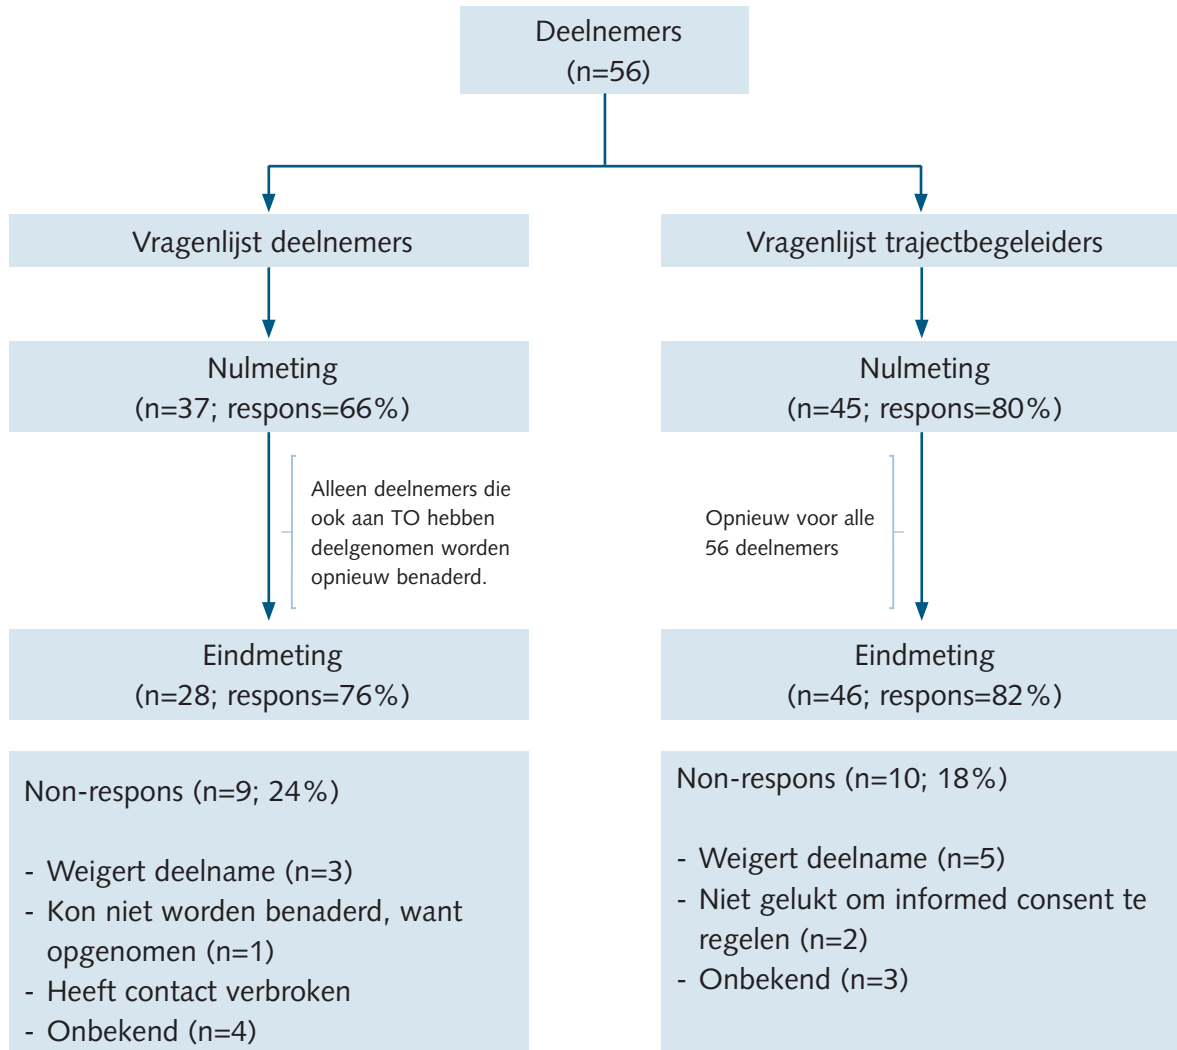 Deelnemers
(n=56)
Vragenlijst deelnemers
Vragenlijst trajectbegeleiders
Nulmeting
(n=37; respons=66%)
Nulmeting
(n=45; respons=80%)
Alleen deelnemers die
ook aan TO hebben
deelgenomen worden
opnieuw benaderd.
Opnieuw voor alle
56 deelnemers
Eindmeting
(n=28; respons=76%)
Eindmeting
(n=46; respons=82%)
Non-respons (n=9; 24%)
- Weigert deelname (n=3)
- Kon niet worden benaderd, want
opgenomen (n=1)
- Heeft contact verbroken
- Onbekend (n=4)
Non-respons (n=10; 18%)
- Weigert deelname (n=5)
- Niet gelukt om informed consent te
regelen (n=2)
- Onbekend (n=3)